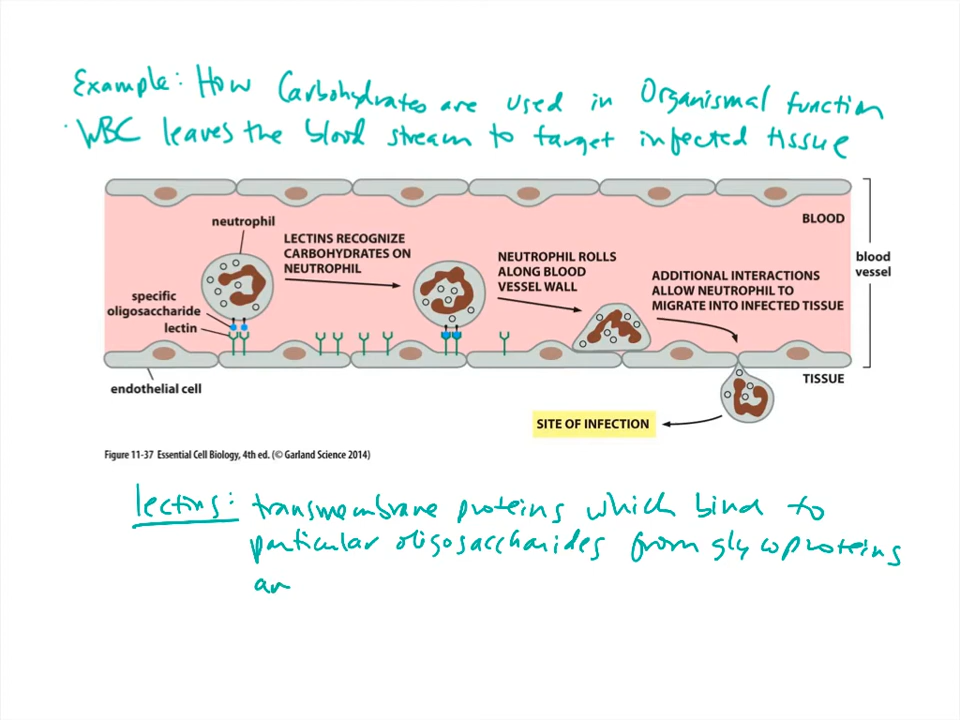 Example: How Carbohydrates are used in Organismal function
· WBC leaves the blood stream to target infected tissue
neutrophil
BLOOD
LECTINS RECOGNIZE
CARBOHYDRATES ON
NEUTROPHIL
NEUTROPHIL ROLLS
ALONG BLOOD
VESSEL WALL
ADDITIONAL INTERACTIONS
ALLOW NEUTROPHIL TO
MIGRATE INTO INFECTED TISSUE
blood
vessel
specific
oligosaccharide
lectin
endothelial cell
TISSUE
SITE OF INFECTION
Figure 11-37 Essential Cell Biology, 4th ed. (© Garland Science 2014)
lectins: transmembrane proteins which bind to
particular oligosaccharides from glycoproteins
an